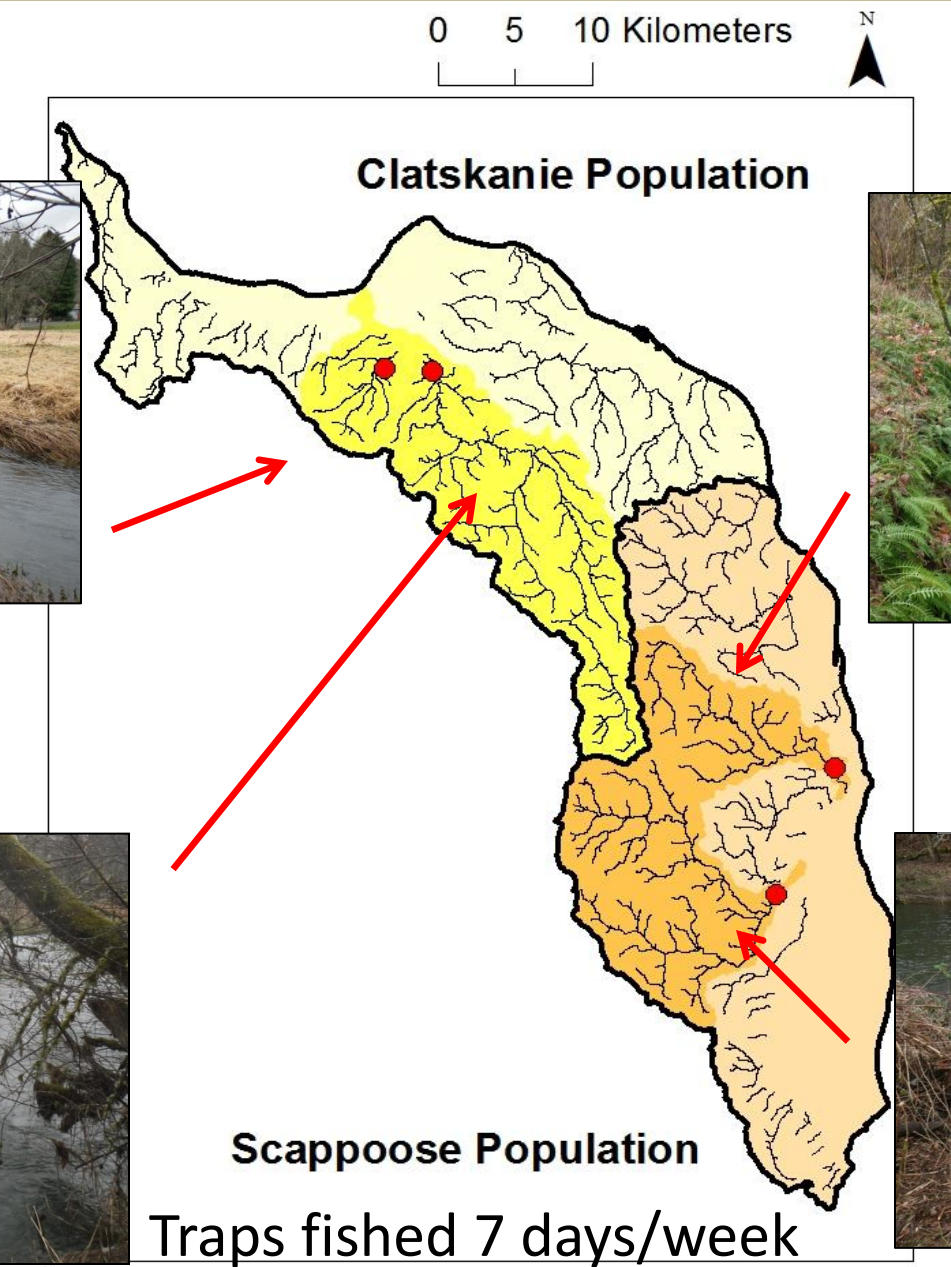 N
0 5 10 Kilometers
Clatskanie Population
Scappoose Population
Traps fished 7 days/week